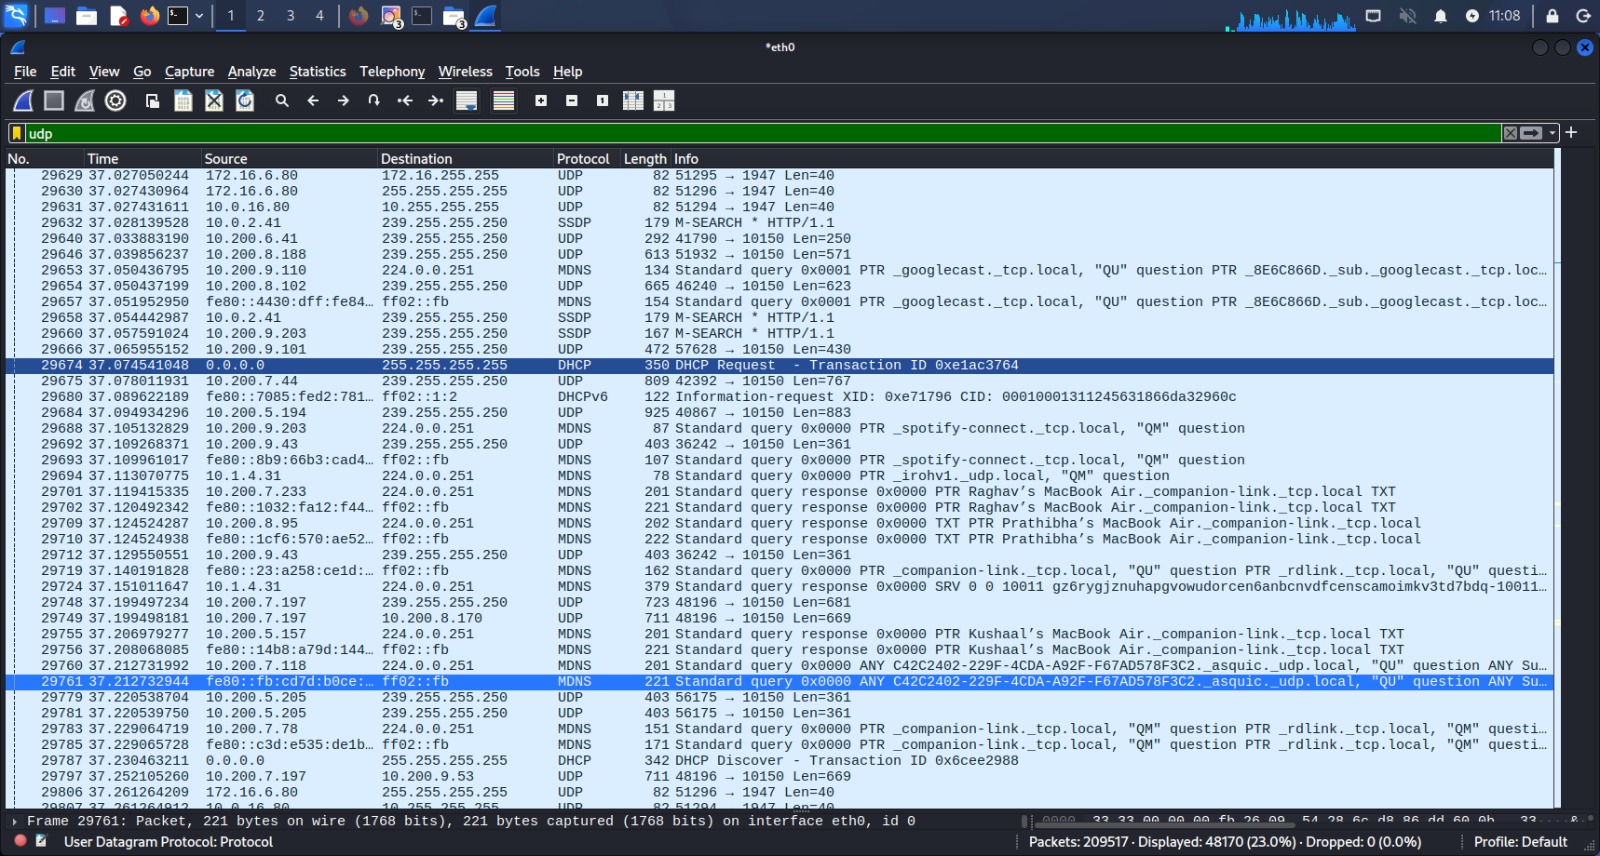 1 2 3 4 3 3 11:08
*eth0
File Edit View Go Capture Analyze Statistics Telephony Wireless Tools Help
udp
No. Time Source Destination Protocol Length Info
29629 37.027050244 172.16.6.80 172.16.255.255 UDP 82 51295 → 1947 Len=40
29630 37.027430964 172.16.6.80 255.255.255.255 UDP 82 51296 → 1947 Len=40
29631 37.027431611 10.0.16.80 10.255.255.255 UDP 82 51294 → 1947 Len=40
29632 37.028139528 10.0.2.41 239.255.255.250 SSDP 179 M-SEARCH * HTTP/1.1
29640 37.033883190 10.200.6.41 239.255.255.250 UDP 292 41790 → 10150 Len=250
29646 37.039856237 10.200.8.188 239.255.255.250 UDP 613 51932 → 10150 Len=571
29653 37.050436795 10.200.9.110 224.0.0.251 MDNS 134 Standard query 0x0001 PTR _googlecast._tcp.local, "QU" question PTR _8E6C866D._sub._googlecast._tcp.loc…
29654 37.050437199 10.200.8.102 239.255.255.250 UDP 665 46240 → 10150 Len=623
29657 37.051952950 fe80::4430:dff:fe84… ff02::fb MDNS 154 Standard query 0x0001 PTR _googlecast._tcp.local, "QU" question PTR _8E6C866D._sub._googlecast._tcp.loc…
29658 37.054442987 10.0.2.41 239.255.255.250 SSDP 179 M-SEARCH * HTTP/1.1
29660 37.057591024 10.200.9.203 239.255.255.250 SSDP 167 M-SEARCH * HTTP/1.1
29666 37.065955152 10.200.9.101 239.255.255.250 UDP 472 57628 → 10150 Len=430
29674 37.074541048 0.0.0.0 255.255.255.255 DHCP 350 DHCP Request - Transaction ID 0xe1ac3764
29675 37.078011931 10.200.7.44 239.255.255.250 UDP 809 42392 → 10150 Len=767
29680 37.089622189 fe80::7085:fed2:781… ff02::1:2 DHCPv6 122 Information-request XID: 0xe71796 CID: 00010001311245631866da32960c
29684 37.094934296 10.200.5.194 239.255.255.250 UDP 925 40867 → 10150 Len=883
29688 37.105132829 10.200.9.203 224.0.0.251 MDNS 87 Standard query 0x0000 PTR _spotify-connect._tcp.local, "QM" question
29692 37.109268371 10.200.9.43 239.255.255.250 UDP 403 36242 → 10150 Len=361
29693 37.109961017 fe80::8b9:66b3:cad4… ff02::fb MDNS 107 Standard query 0x0000 PTR _spotify-connect._tcp.local, "QM" question
29694 37.113070775 10.1.4.31 224.0.0.251 MDNS 78 Standard query 0x0000 PTR _irohv1._udp.local, "QM" question
29701 37.119415335 10.200.7.233 224.0.0.251 MDNS 201 Standard query response 0x0000 PTR Raghav's MacBook Air._companion-link._tcp.local TXT
29702 37.120492342 fe80::1032:fa12:f44… ff02::fb MDNS 221 Standard query response 0x0000 PTR Raghav's MacBook Air._companion-link._tcp.local TXT
29709 37.124524287 10.200.8.95 224.0.0.251 MDNS 202 Standard query response 0x0000 TXT PTR Prathibha's MacBook Air._companion-link._tcp.local
29710 37.124524938 fe80::1cf6:570:ae52… ff02::fb MDNS 222 Standard query response 0x0000 TXT PTR Prathibha's MacBook Air._companion-link._tcp.local
29712 37.129550551 10.200.9.43 239.255.255.250 UDP 403 36242 → 10150 Len=361
29719 37.140191828 fe80::23:a258:ce1d:… ff02::fb MDNS 162 Standard query 0x0000 PTR _companion-link._tcp.local, "QU" question PTR _rdlink._tcp.local, "QU" questi…
29724 37.151011647 10.1.4.31 224.0.0.251 MDNS 379 Standard query response 0x0000 SRV 0 0 10011 gz6rygjznuhapgvowudorcen6anbcnvdfcenscamoimkv3td7bdq-10011…
29748 37.199497234 10.200.7.197 239.255.255.250 UDP 723 48196 → 10150 Len=681
29749 37.199498181 10.200.7.197 10.200.8.170 UDP 711 48196 → 10150 Len=669
29755 37.206979277 10.200.5.157 224.0.0.251 MDNS 201 Standard query response 0x0000 PTR Kushaal's MacBook Air._companion-link._tcp.local TXT
29756 37.208068085 fe80::14b8:a79d:144… ff02::fb MDNS 221 Standard query response 0x0000 PTR Kushaal's MacBook Air._companion-link._tcp.local TXT
29760 37.212731992 10.200.7.118 224.0.0.251 MDNS 201 Standard query 0x0000 ANY C42C2402-229F-4CDA-A92F-F67AD578F3C2._asquic._udp.local, "QU" question ANY Su…
29761 37.212732944 fe80::fb:cd7d:b0ce:… ff02::fb MDNS 221 Standard query 0x0000 ANY C42C2402-229F-4CDA-A92F-F67AD578F3C2._asquic._udp.local, "QU" question ANY Su…
29779 37.220538704 10.200.5.205 239.255.255.250 UDP 403 56175 → 10150 Len=361
29781 37.220539750 10.200.5.205 239.255.255.250 UDP 403 56175 → 10150 Len=361
29783 37.229064719 10.200.7.78 224.0.0.251 MDNS 151 Standard query 0x0000 PTR _companion-link._tcp.local, "QM" question PTR _rdlink._tcp.local, "QM" questi…
29785 37.229065728 fe80::c3d:e535:de1b… ff02::fb MDNS 171 Standard query 0x0000 PTR _companion-link._tcp.local, "QM" question PTR _rdlink._tcp.local, "QM" questi…
29787 37.230463211 0.0.0.0 255.255.255.255 DHCP 342 DHCP Discover - Transaction ID 0x6cee2988
29797 37.252105260 10.200.7.197 10.200.9.53 UDP 711 48196 → 10150 Len=669
29806 37.261264209 172.16.6.80 255.255.255.255 UDP 82 51296 → 1947 Len=40
29807 37.261264912 10.0.16.80 10.255.255.255 UDP 82 51294 → 1947 Len=40
Frame 29761: Packet, 221 bytes on wire (1768 bits), 221 bytes captured (1768 bits) on interface eth0, id 0
0000 33 33 00 00 00 fb 26 09 54 28 6c d8 86 dd 60 0b 33
User Datagram Protocol: Protocol Packets: 209517 · Displayed: 48170 (23.0%) · Dropped: 0 (0.0%) Profile: Default